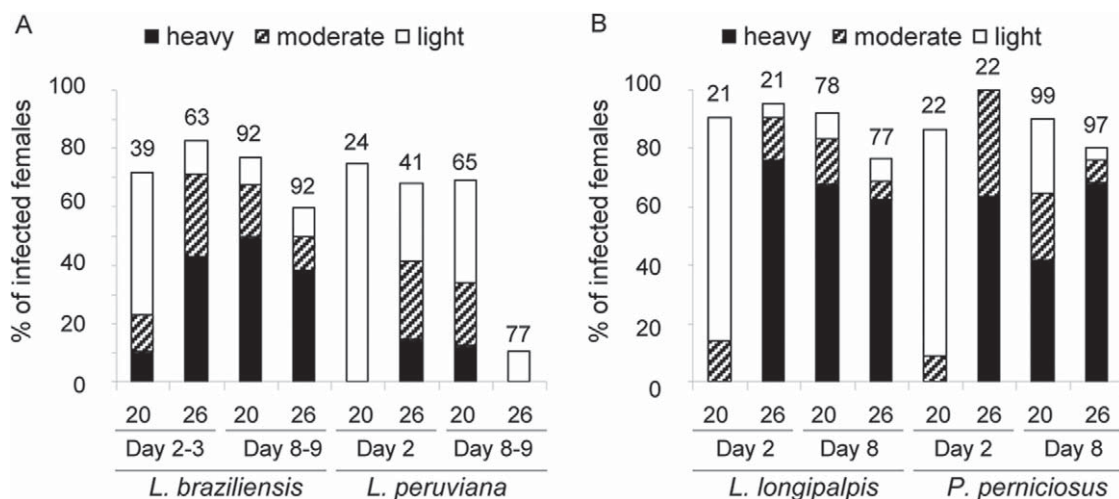 A
heavy moderate light
% of infected females
100
80
60
40
20
0
39 63 92 92 24 41 65 77
20 26 20 26 20 26 20 26
Day 2-3 Day 8-9 Day 2 Day 8-9
L. braziliensis L. peruviana
B
heavy moderate light
% of infected females
100
80
60
40
20
0
21 21 78 77 22 22 99 97
20 26 20 26 20 26 20 26
Day 2 Day 8 Day 2 Day 8
L. longipalpis P. perniciosus